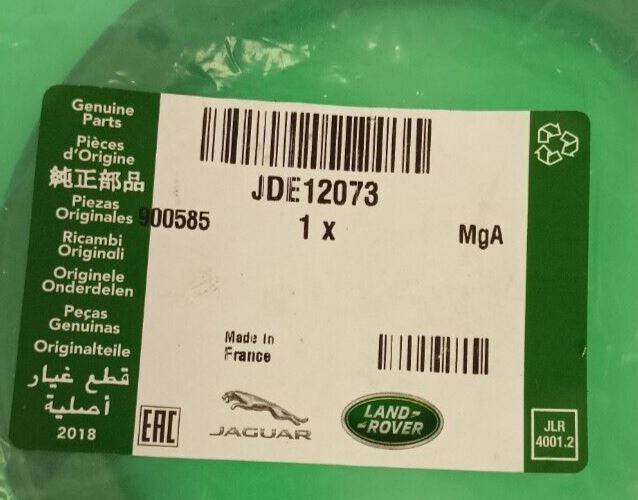 Genuine
Parts
Pièces
d'Origine
純正部品
Piezas
Originales
Ricambi
Originali
Originele
Onderdelen
Peças
Genuínas
Originalteile
قطع غيار
أصلية
2018
JDE12073
900585
1 x
MgA
Made in
France
EAC
JAGUAR
LAND-
ROVER
JLR
4001.2